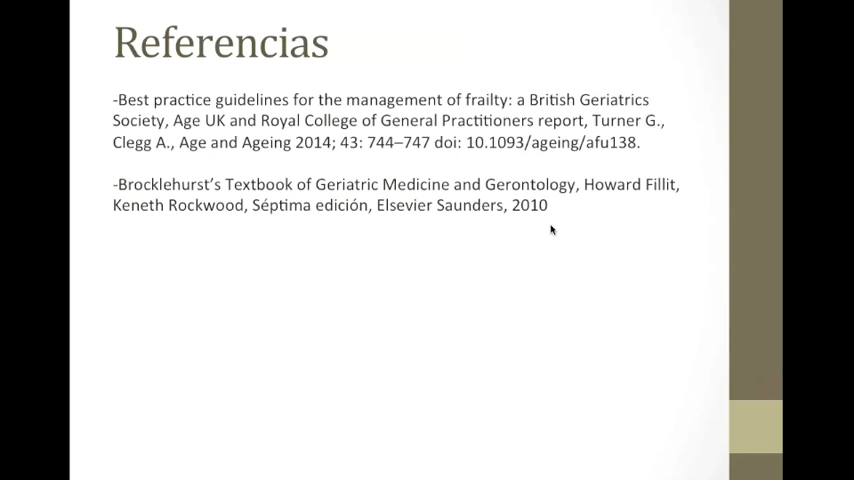 Referencias
-Best practice guidelines for the management of frailty: a British Geriatrics
Society, Age UK and Royal College of General Practitioners report, Turner G.,
Clegg A., Age and Ageing 2014; 43: 744–747 doi: 10.1093/ageing/afu138.
-Brocklehurst’s Textbook of Geriatric Medicine and Gerontology, Howard Fillit,
Keneth Rockwood, Séptima edición, Elsevier Saunders, 2010